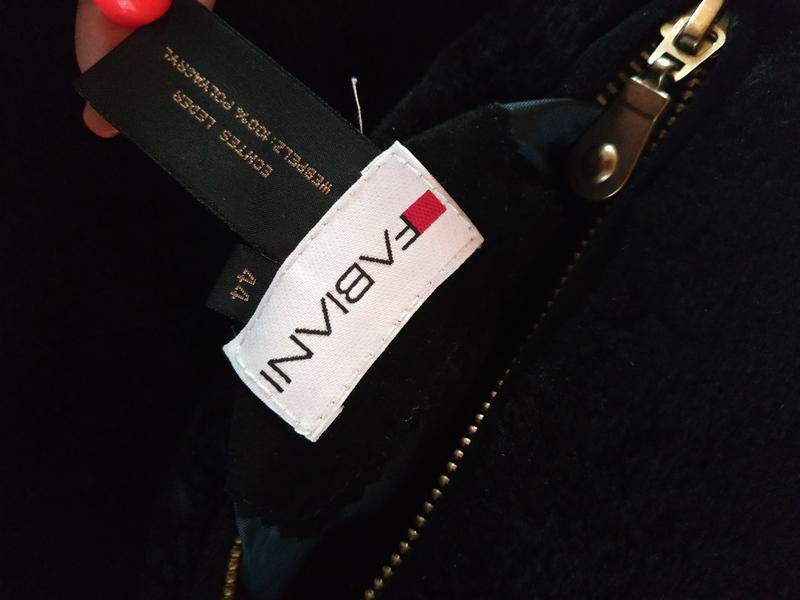 FABIANI
44
ECHTES LEDER
WEBPELZ:100% POLYACRYL